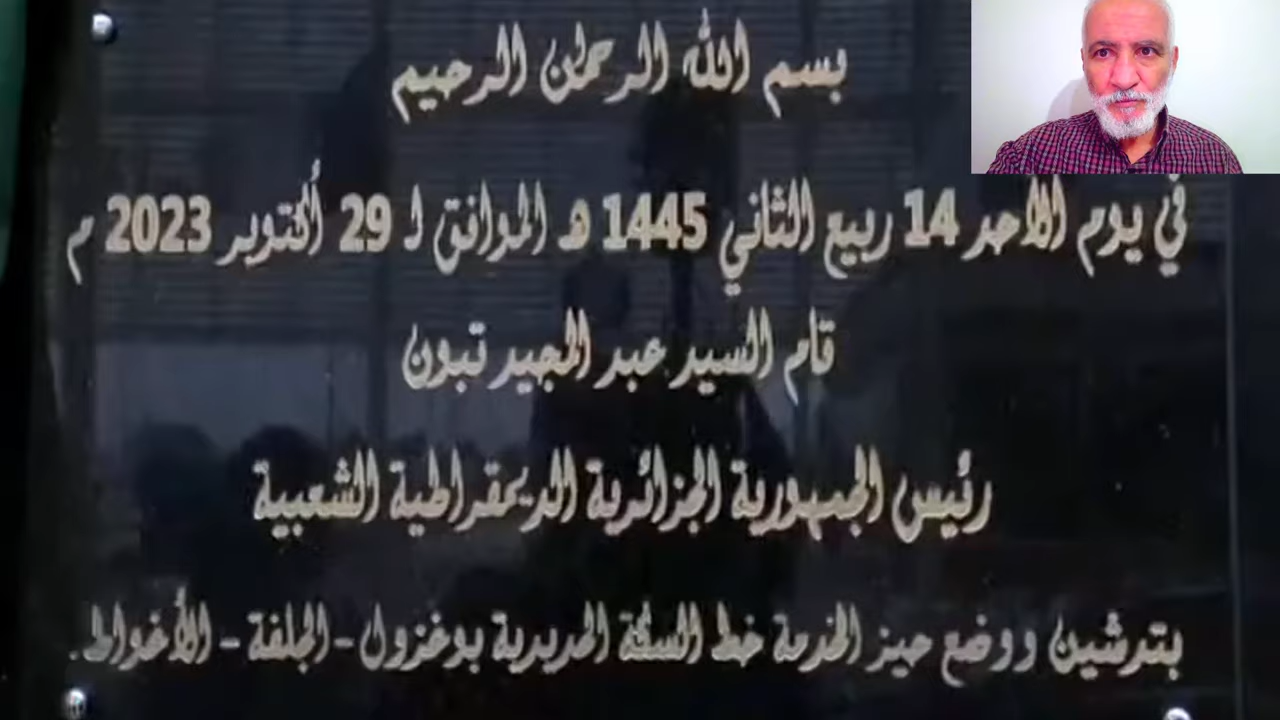 بسم الله الرحمان الرحيم
في يوم الأحد 14 ربيع الثاني 1445 هـ الموافق لـ 29 أكتوبر 2023 م
قام السيد عبد المجيد تبون
رئيس الجمهورية الجزائرية الديمقراطية الشعبية
بتدشين ووضع حيز الخدمة خط السكة الحديدية بوغزول - الجلفة - الأغواط.